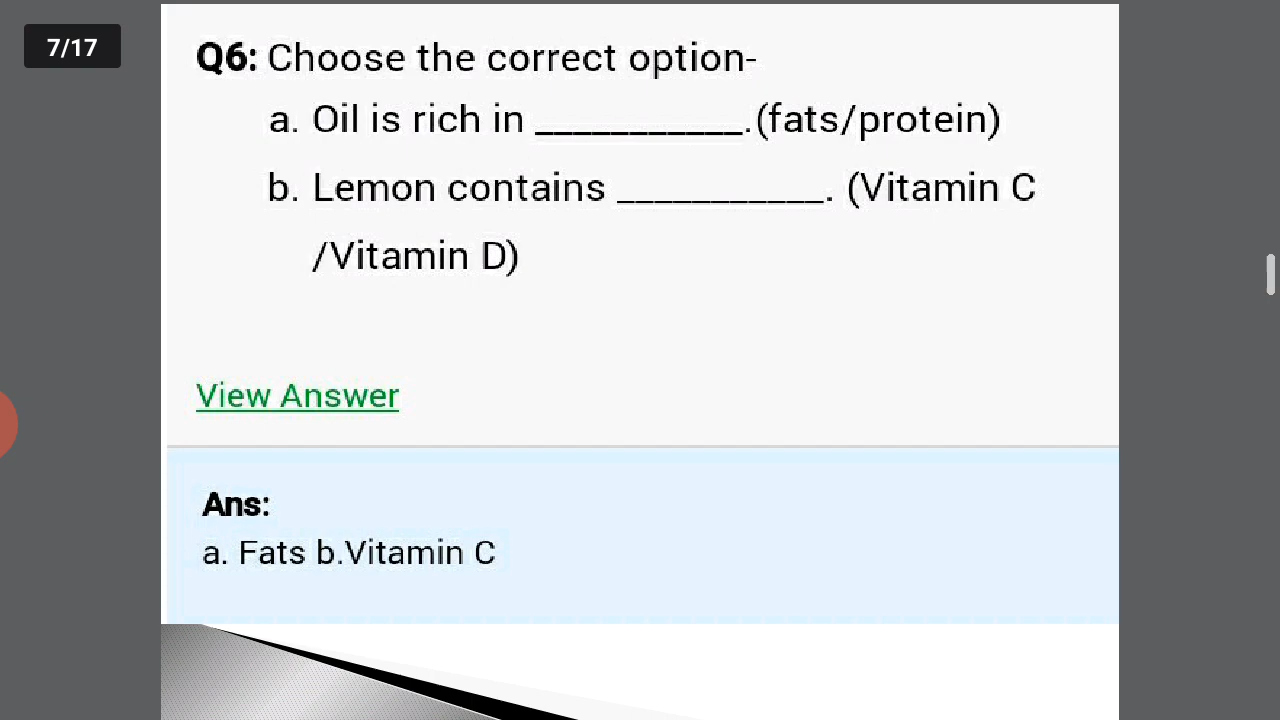 7/17
Q6: Choose the correct option-
a. Oil is rich in ___________.(fats/protein)
b. Lemon contains ___________. (Vitamin C
/Vitamin D)
View Answer
Ans:
a. Fats b.Vitamin C